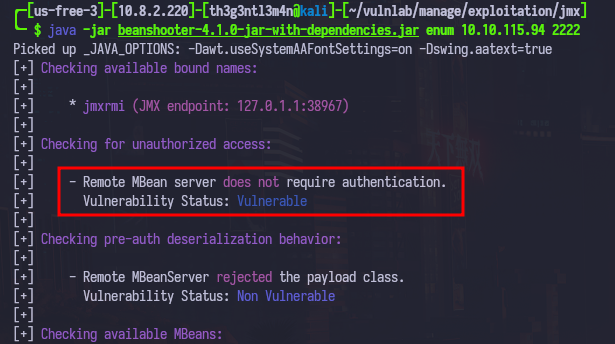 [us-free-3]-[10.8.2.220]-[th3g3ntl3m4n@kali]-[~/vulnlab/manage/exploitation/jmx]
$ java -jar beanshooter-4.1.0-jar-with-dependencies.jar enum 10.10.115.94 2222
Picked up _JAVA_OPTIONS: -Dawt.useSystemAAFontSettings=on -Dswing.aatext=true
[+] Checking available bound names:
[+]
[+] * jmxrmi (JMX endpoint: 127.0.1.1:38967)
[+]
[+] Checking for unauthorized access:
[+]
[+] - Remote MBean server does not require authentication.
[+] Vulnerability Status: Vulnerable
[+]
[+] Checking pre-auth deserialization behavior:
[+]
[+] - Remote MBeanServer rejected the payload class.
[+] Vulnerability Status: Non Vulnerable
[+]
[+] Checking available MBeans: